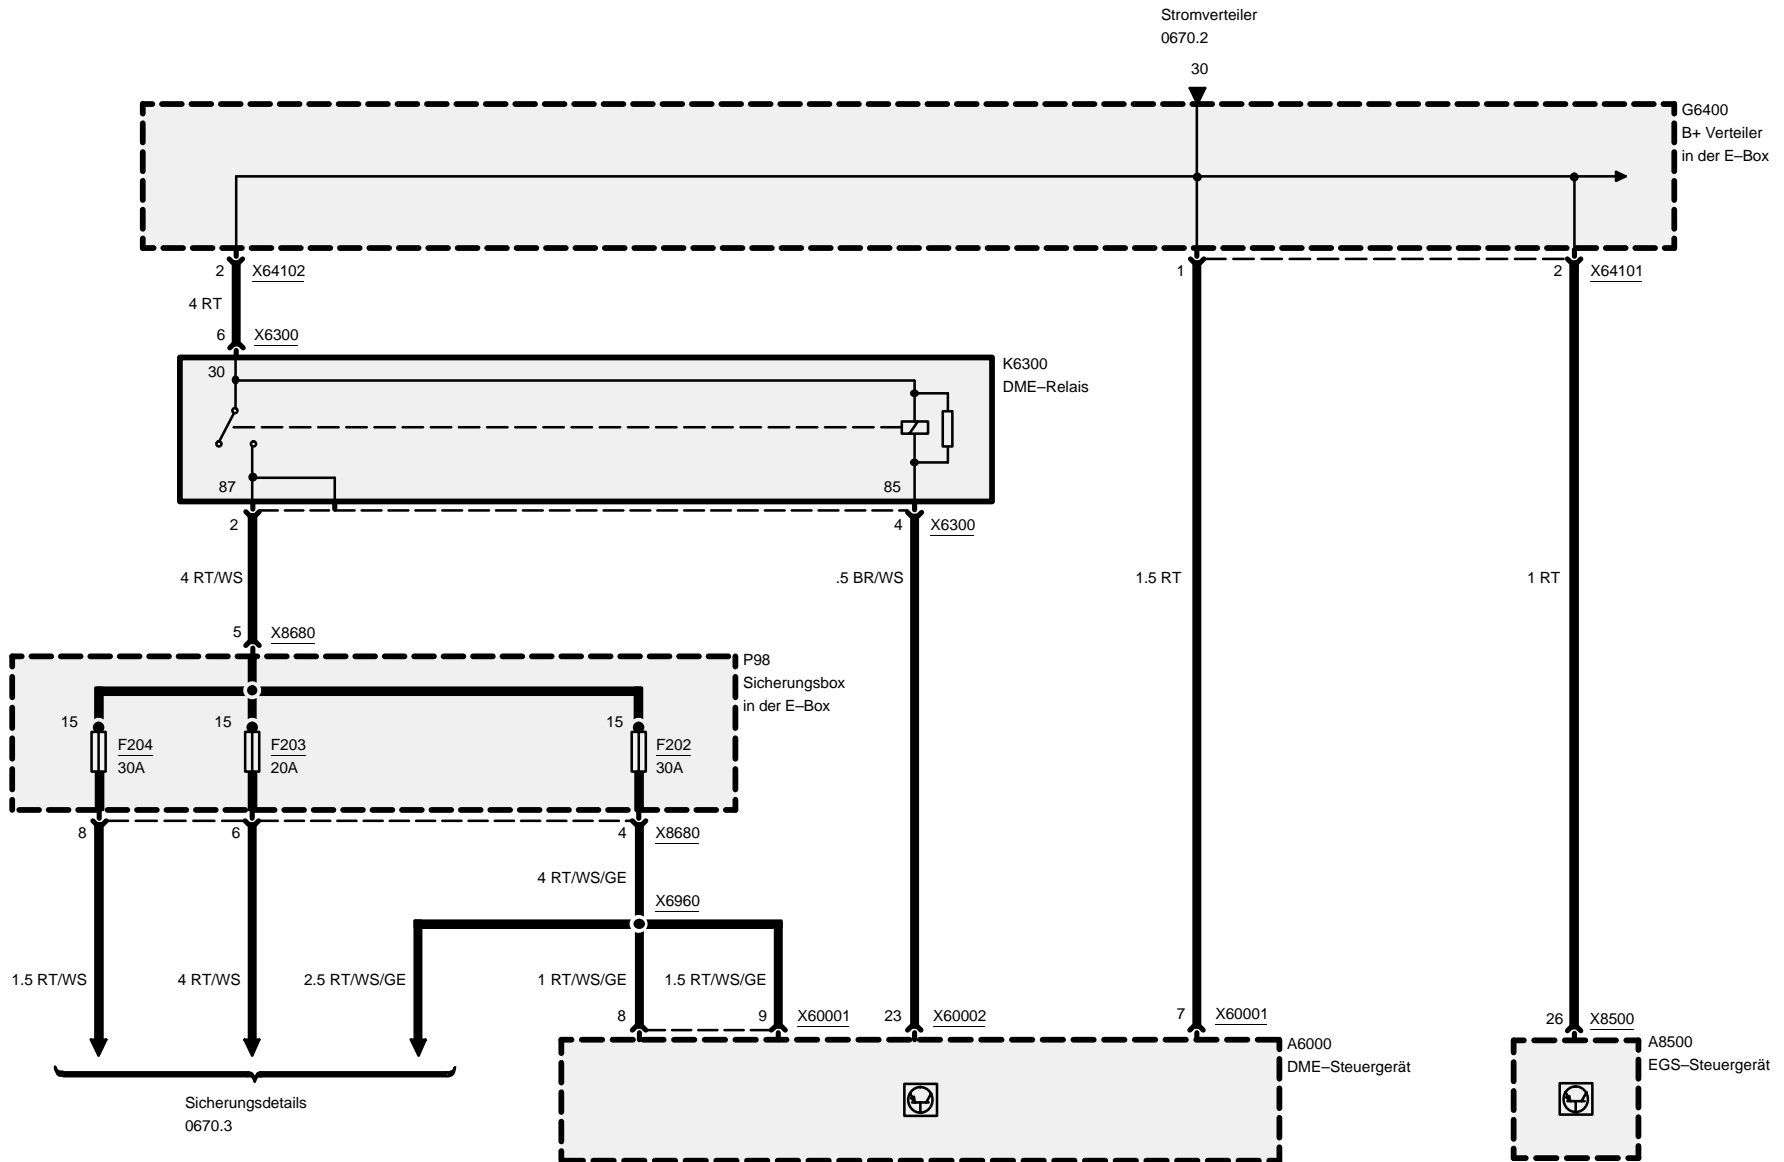 Stromverteiler
0670.2
30
G6400
B+ Verteiler
in der E–Box
2 X64102
1
2 X64101
4 RT
6 X6300
30
K6300
DME–Relais
87
85
2
4 X6300
4 RT/WS
.5 BR/WS
1.5 RT
1 RT
5 X8680
P98
Sicherungsbox
in der E–Box
15
15
15
F204
30A
F203
20A
F202
30A
8
6
4 X8680
4 RT/WS/GE
X6960
1.5 RT/WS
4 RT/WS
2.5 RT/WS/GE
1 RT/WS/GE
1.5 RT/WS/GE
8
9 X60001
23 X60002
7 X60001
26 X8500
A6000
DME–Steuergerät
A8500
EGS–Steuergerät
Sicherungsdetails
0670.3